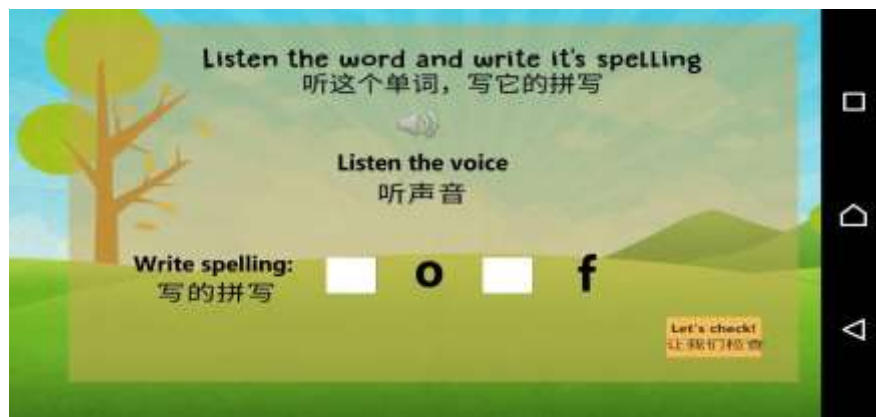 Listen the word and write it's spelling
听这个单词，写它的拼写
Listen the voice
听声音
Write spelling: o f
写的拼写
Let's check!
让我们检查